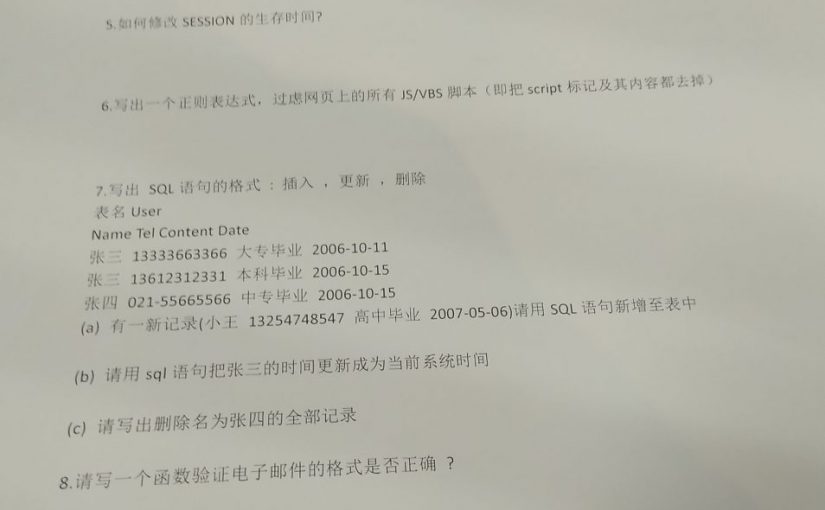 5.如何修改 SESSION 的生存时间?
6.写出一个正则表达式，过虑网页上的所有 JS/VBS 脚本（即把 script 标记及其内容都去掉）
7.写出 SQL 语句的格式 : 插入 ，更新 ，删除
表名 User
Name Tel Content Date
张三 13333663366 大专毕业 2006-10-11
张三 13612312331 本科毕业 2006-10-15
张四 021-55665566 中专毕业 2006-10-15
(a) 有一新记录(小王 13254748547 高中毕业 2007-05-06)请用 SQL 语句新增至表中
(b) 请用 sql 语句把张三的时间更新成为当前系统时间
(c) 请写出删除名为张四的全部记录
8.请写一个函数验证电子邮件的格式是否正确 ？